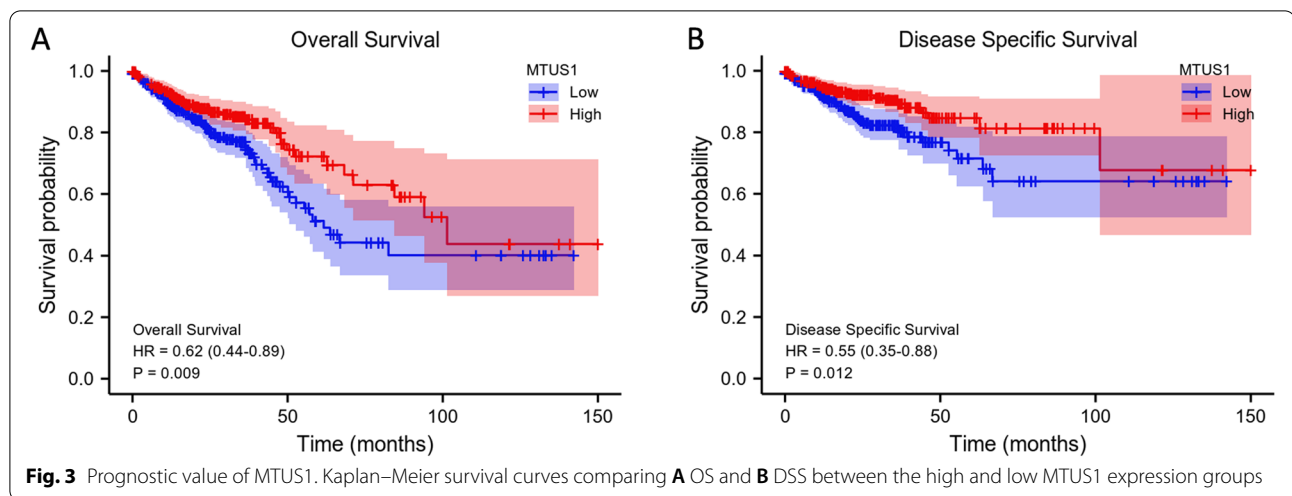 A
Overall Survival
MTUS1
Low
High
Survival probability
1.0
0.8
0.6
0.4
0.2
0.0
Overall Survival
HR = 0.62 (0.44-0.89)
P = 0.009
0 50 100 150
Time (months)
B
Disease Specific Survival
MTUS1
Low
High
Survival probability
1.0
0.8
0.6
0.4
0.2
0.0
Disease Specific Survival
HR = 0.55 (0.35-0.88)
P = 0.012
0 50 100 150
Time (months)
Fig. 3 Prognostic value of MTUS1. Kaplan–Meier survival curves comparing A OS and B DSS between the high and low MTUS1 expression groups